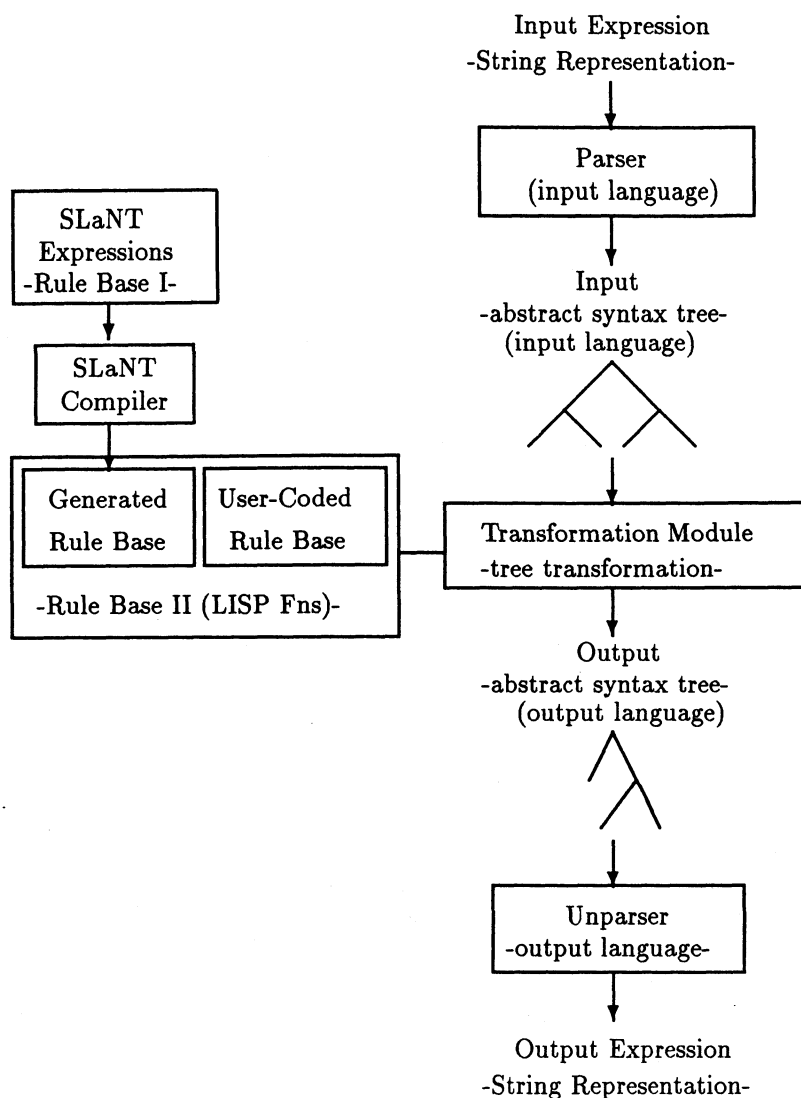 Input Expression
-String Representation-
Parser
(input language)
SLaNT
Expressions
-Rule Base I-
Input
-abstract syntax tree-
(input language)
SLaNT
Compiler
Generated
Rule Base
User-Coded
Rule Base
-Rule Base II (LISP Fns)-
Transformation Module
-tree transformation-
Output
-abstract syntax tree-
(output language)
Unparser
-output language-
Output Expression
-String Representation-